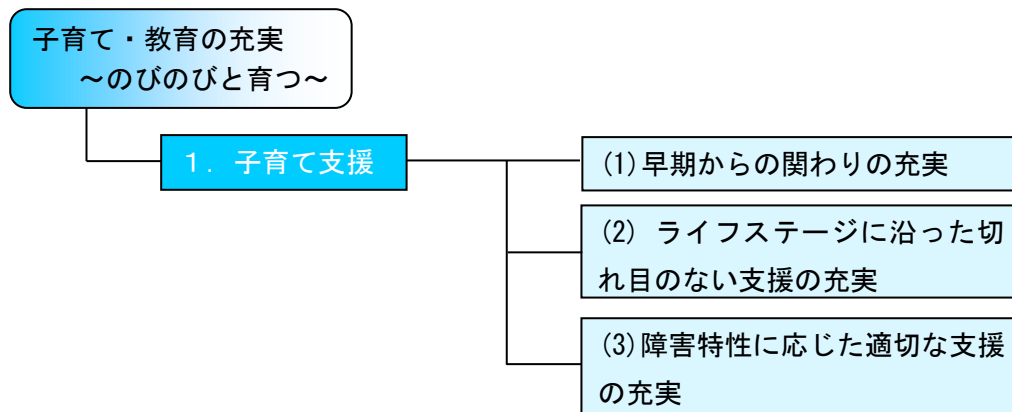 子育て・教育の充実
～のびのびと育つ～
１．子育て支援
(1)早期からの関わりの充実
(2) ライフステージに沿った切
れ目のない支援の充実
(3)障害特性に応じた適切な支援
の充実